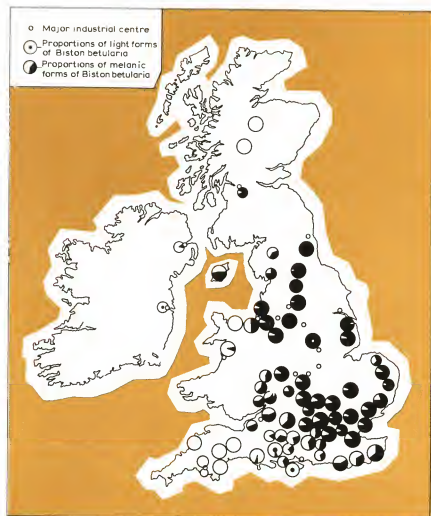 Major industrial centre
Proportions of light forms
of Biston betularia
Proportions of melanic
forms of Biston betularia